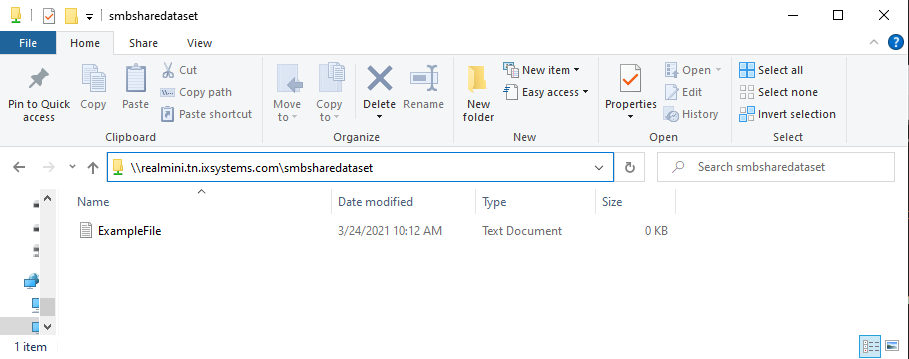 smbsharedataset
File Home Share View
Pin to Quick access
Copy
Paste
Cut
Copy path
Paste shortcut
Clipboard
Move to
Copy to
Delete
Rename
Organize
New folder
New item
Easy access
New
Properties
Open
Edit
History
Open
Select all
Select none
Invert selection
Select
\\realmini.tn.ixsystems.com\smbsharedataset
Search smbsharedataset
Name Date modified Type Size
ExampleFile 3/24/2021 10:12 AM Text Document 0 KB
1 item